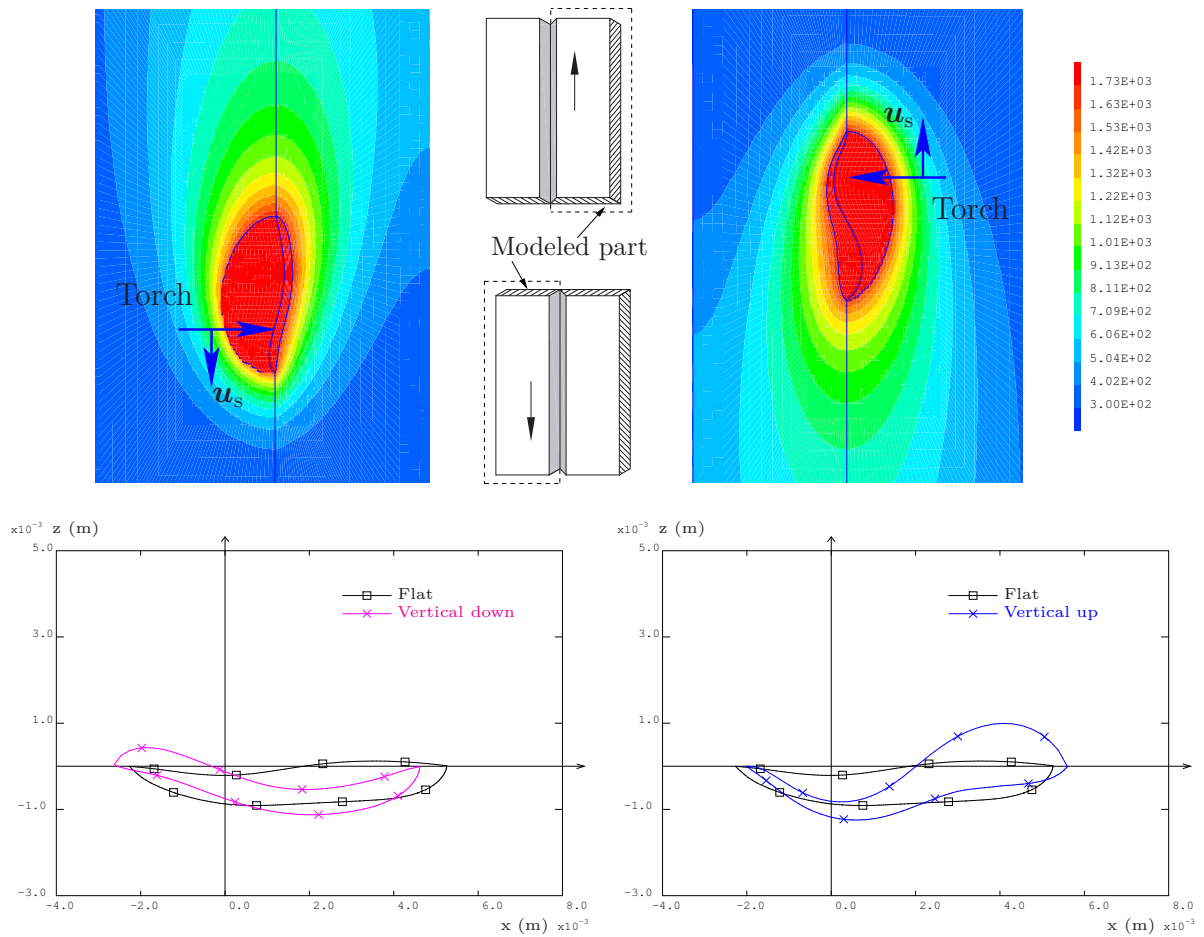 Torch
u_s
Modeled part
u_s
Torch
1.73E+03
1.63E+03
1.53E+03
1.42E+03
1.32E+03
1.22E+03
1.12E+03
1.01E+03
9.13E+02
8.11E+02
7.09E+02
6.06E+02
5.04E+02
4.02E+02
3.00E+02
x10⁻³ z (m)
5.0
3.0
1.0
-1.0
-3.0
-4.0 -2.0 0.0 2.0 4.0 6.0 8.0
x (m) x10⁻³
Flat
Vertical down
x10⁻³ z (m)
5.0
3.0
1.0
-1.0
-3.0
-4.0 -2.0 0.0 2.0 4.0 6.0 8.0
x (m) x10⁻³
Flat
Vertical up